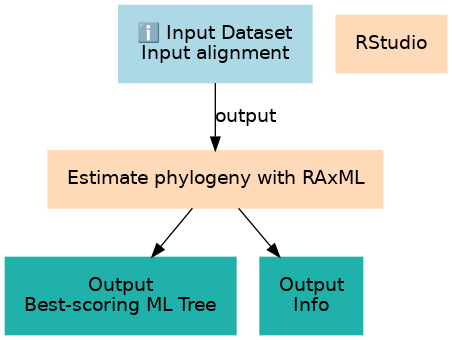 ℹ️ Input Dataset
Input alignment
RStudio
output
Estimate phylogeny with RAxML
Output
Best-scoring ML Tree
Output
Info